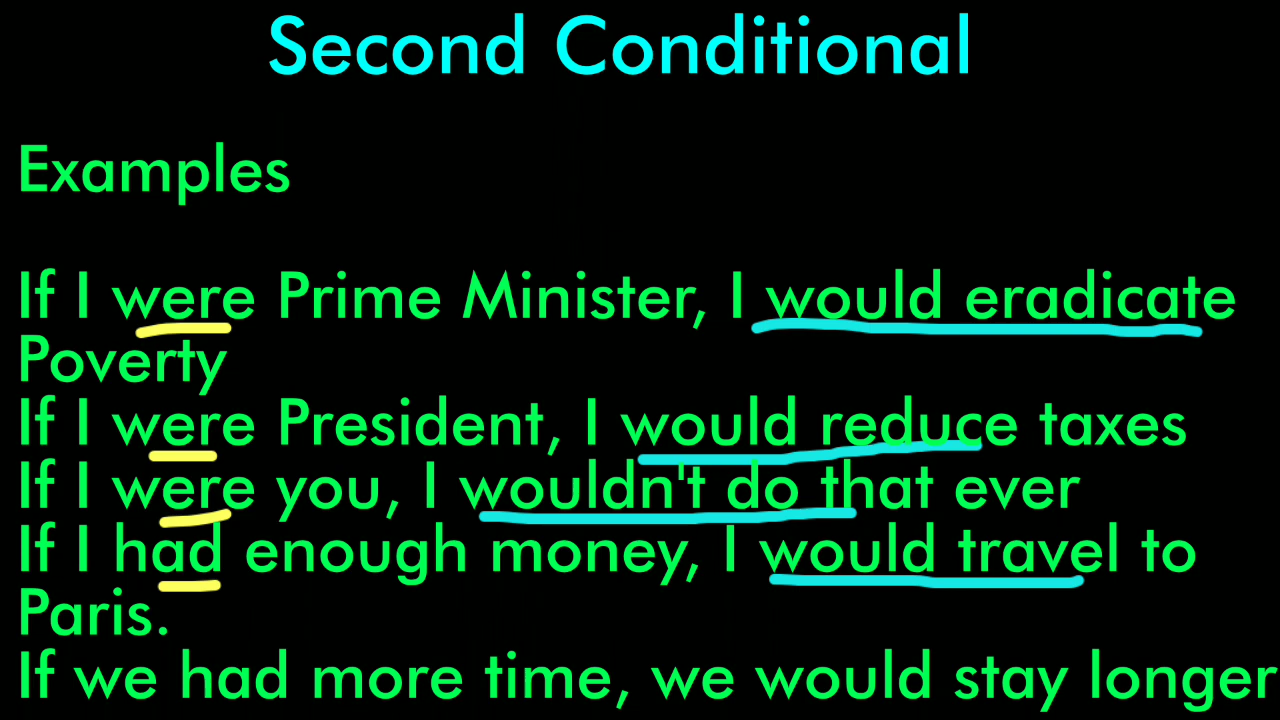 Second Conditional
Examples
If I were Prime Minister, I would eradicate
Poverty
If I were President, I would reduce taxes
If I were you, I wouldn't do that ever
If I had enough money, I would travel to
Paris.
If we had more time, we would stay longer